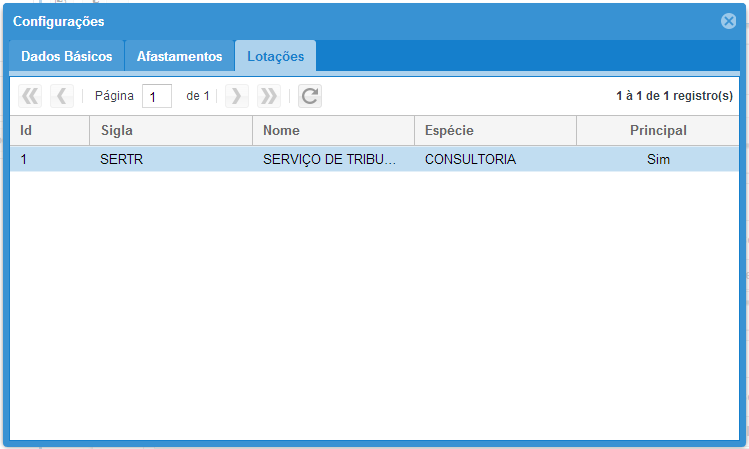 Configurações
Dados Básicos Afastamentos Lotações
Página 1 de 1 1 à 1 de 1 registro(s)
Id Sigla Nome Espécie Principal
1 SERTR SERVIÇO DE TRIBU... CONSULTORIA Sim